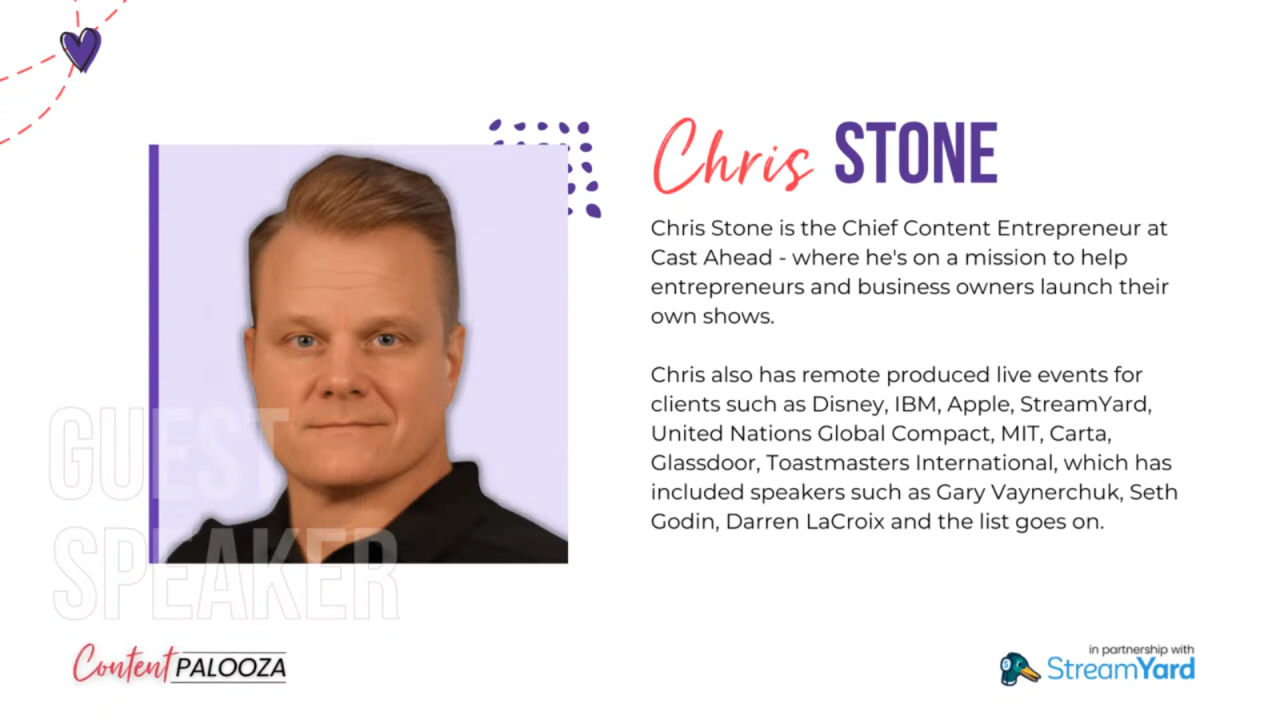 Chris STONE
Chris Stone is the Chief Content Entrepreneur at
Cast Ahead - where he's on a mission to help
entrepreneurs and business owners launch their
own shows.
Chris also has remote produced live events for
clients such as Disney, IBM, Apple, StreamYard,
United Nations Global Compact, MIT, Carta,
Glassdoor, Toastmasters International, which has
included speakers such as Gary Vaynerchuk, Seth
Godin, Darren LaCroix and the list goes on.
GUEST
SPEAKER
Content PALOOZA
in partnership with
StreamYard